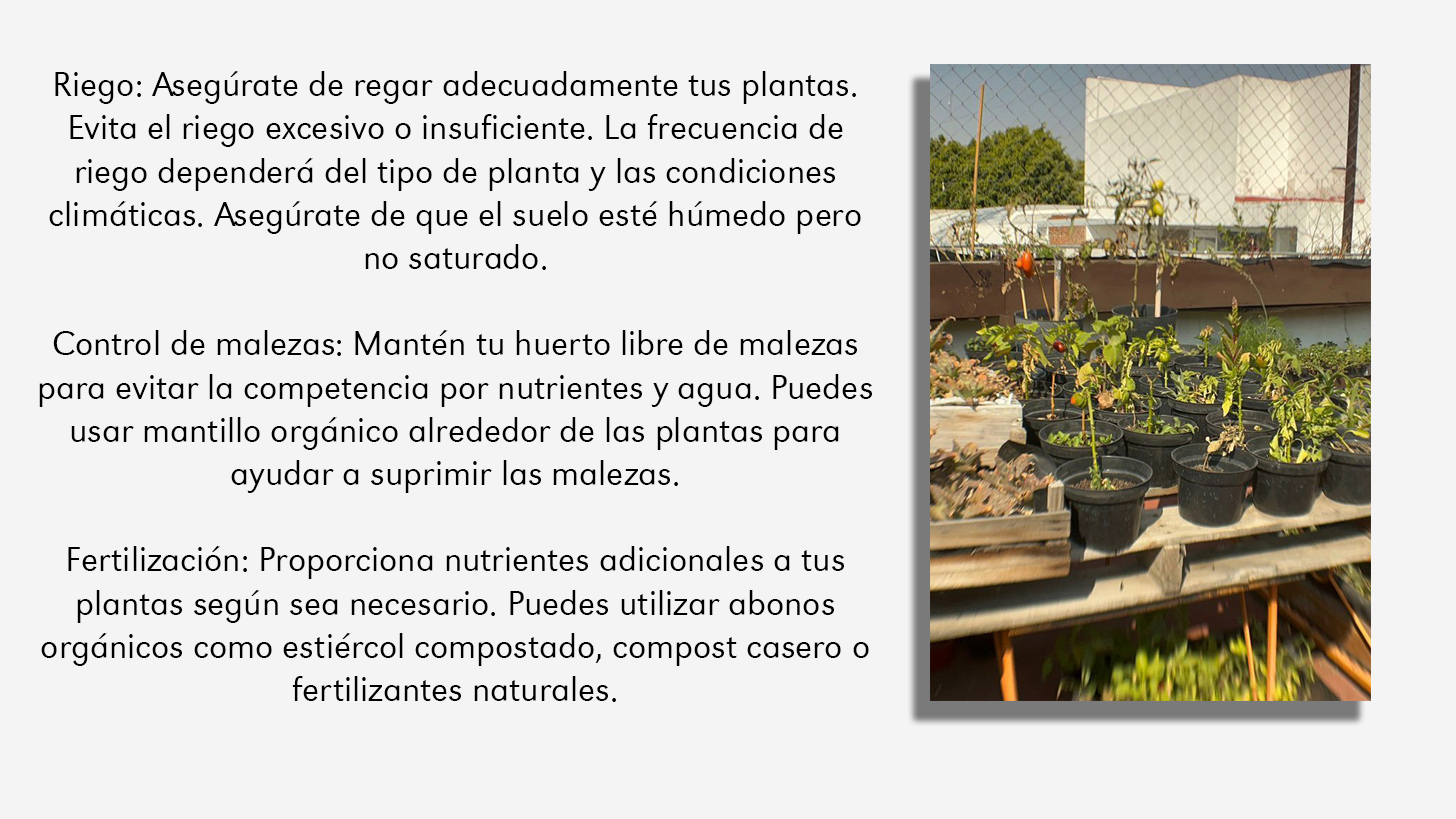 Riego: Asegúrate de regar adecuadamente tus plantas.
Evita el riego excesivo o insuficiente. La frecuencia de
riego dependerá del tipo de planta y las condiciones
climáticas. Asegúrate de que el suelo esté húmedo pero
no saturado.
Control de malezas: Mantén tu huerto libre de malezas
para evitar la competencia por nutrientes y agua. Puedes
usar mantillo orgánico alrededor de las plantas para
ayudar a suprimir las malezas.
Fertilización: Proporciona nutrientes adicionales a tus
plantas según sea necesario. Puedes utilizar abonos
orgánicos como estiércol compostado, compost casero o
fertilizantes naturales.